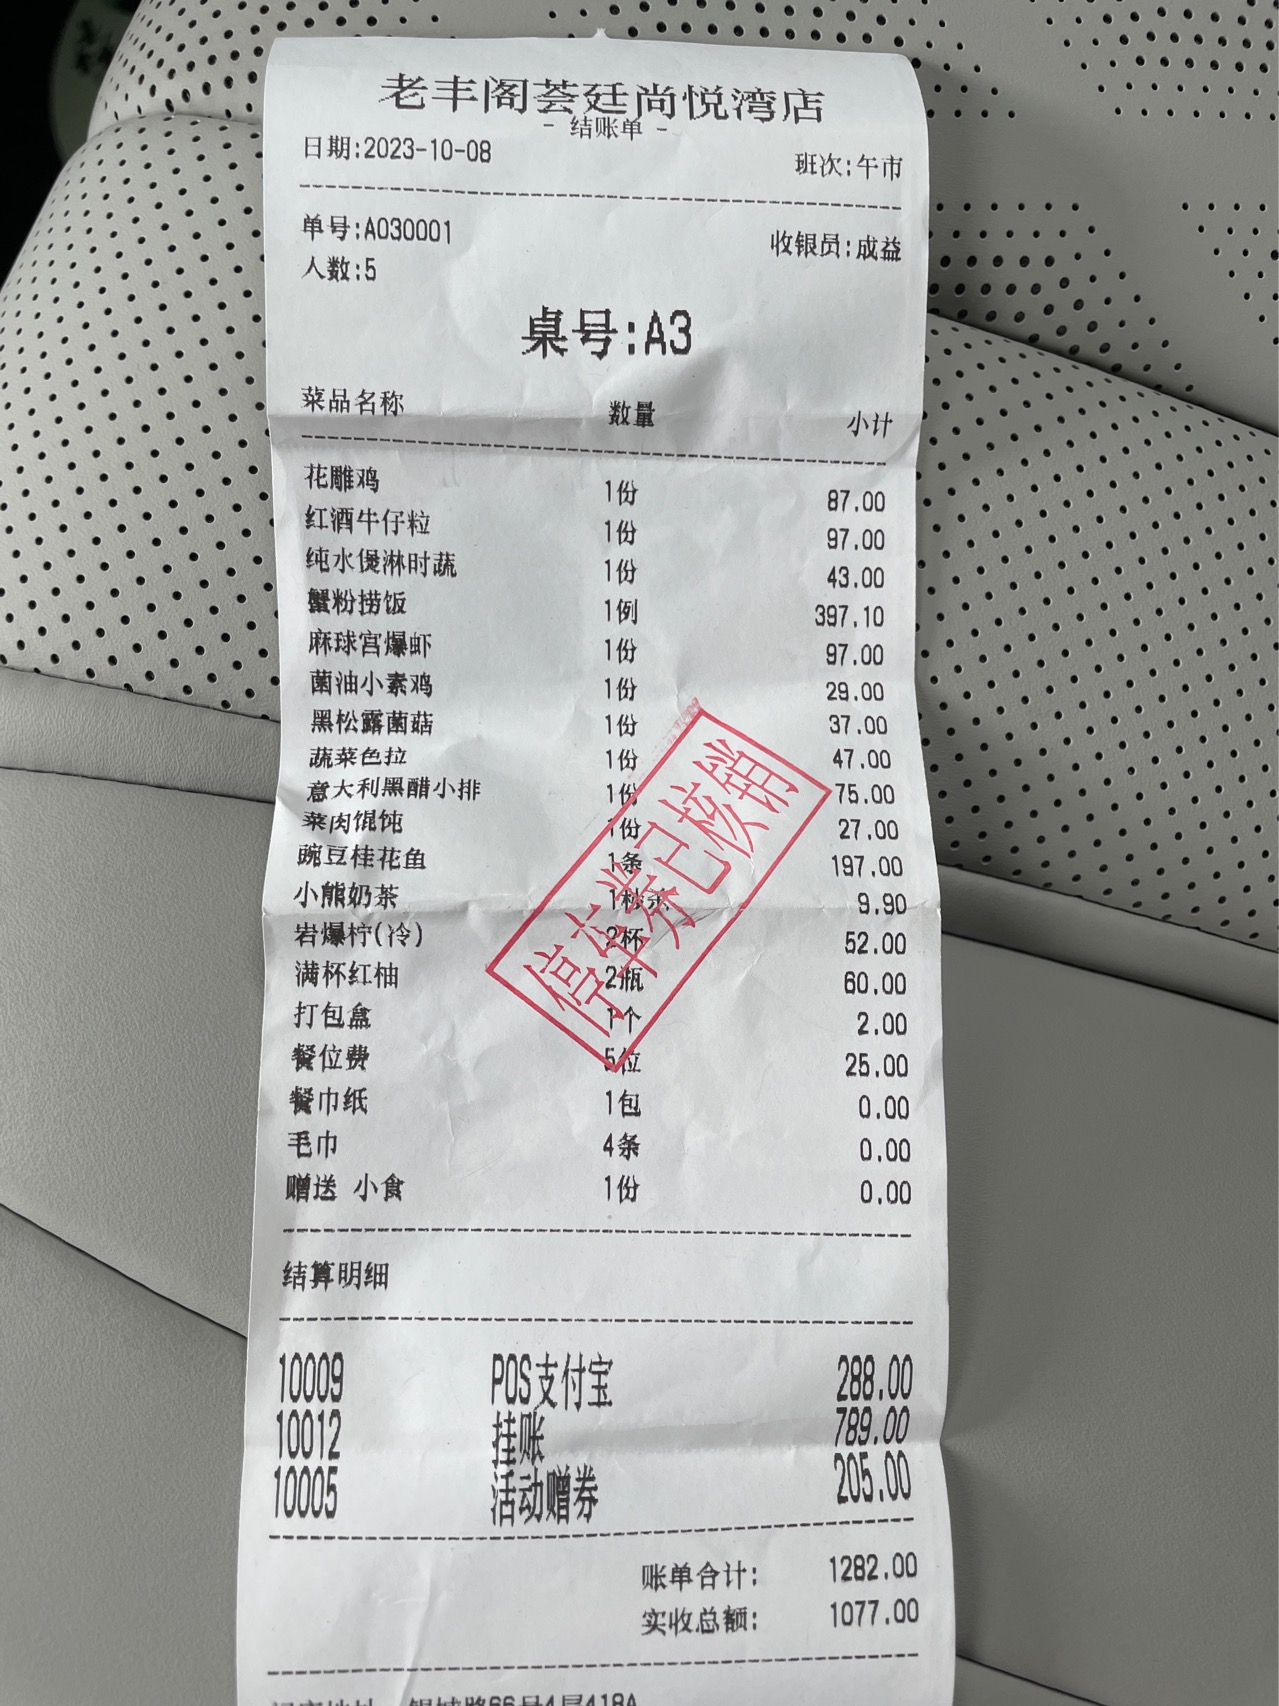 老丰阁荟廷尚悦湾店
- 结账单 -
日期:2023-10-08 班次:午市
单号:A030001 收银员:成益
人数:5
桌号:A3
菜品名称 数量 小计
花雕鸡 1份 87.00
红酒牛仔粒 1份 97.00
纯水煲淋时蔬 1份 43.00
蟹粉捞饭 1例 397.10
麻球宫爆虾 1份 97.00
菌油小素鸡 1份 29.00
黑松露菌菇 1份 37.00
蔬菜色拉 1份 47.00
意大利黑醋小排 1份 75.00
菜肉馄饨 1份 27.00
豌豆桂花鱼 1条 197.00
小熊奶茶 1秒杀 9.90
岩爆柠(冷) 2杯 52.00
满杯红柚 2瓶 60.00
打包盒 1个 2.00
餐位费 5位 25.00
餐巾纸 1包 0.00
毛巾 4条 0.00
赠送 小食 1份 0.00
停车券已核销
结算明细
10009 POS支付宝 288.00
10012 挂账 789.00
10005 活动赠券 205.00
账单合计: 1282.00
实收总额: 1077.00